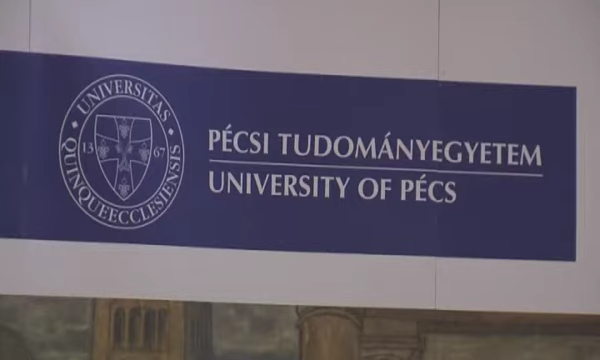 UNIVERSITAS
QUINQUEECCLESIENSIS
13 67
PÉCSI TUDOMÁNYEGYETEM
UNIVERSITY OF PÉCS